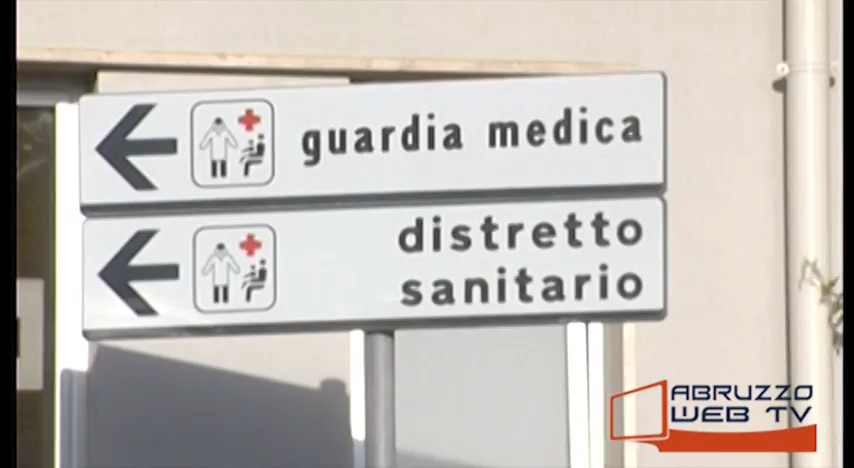 guardia medica
distretto
sanitario
ABRUZZO
WEB TV